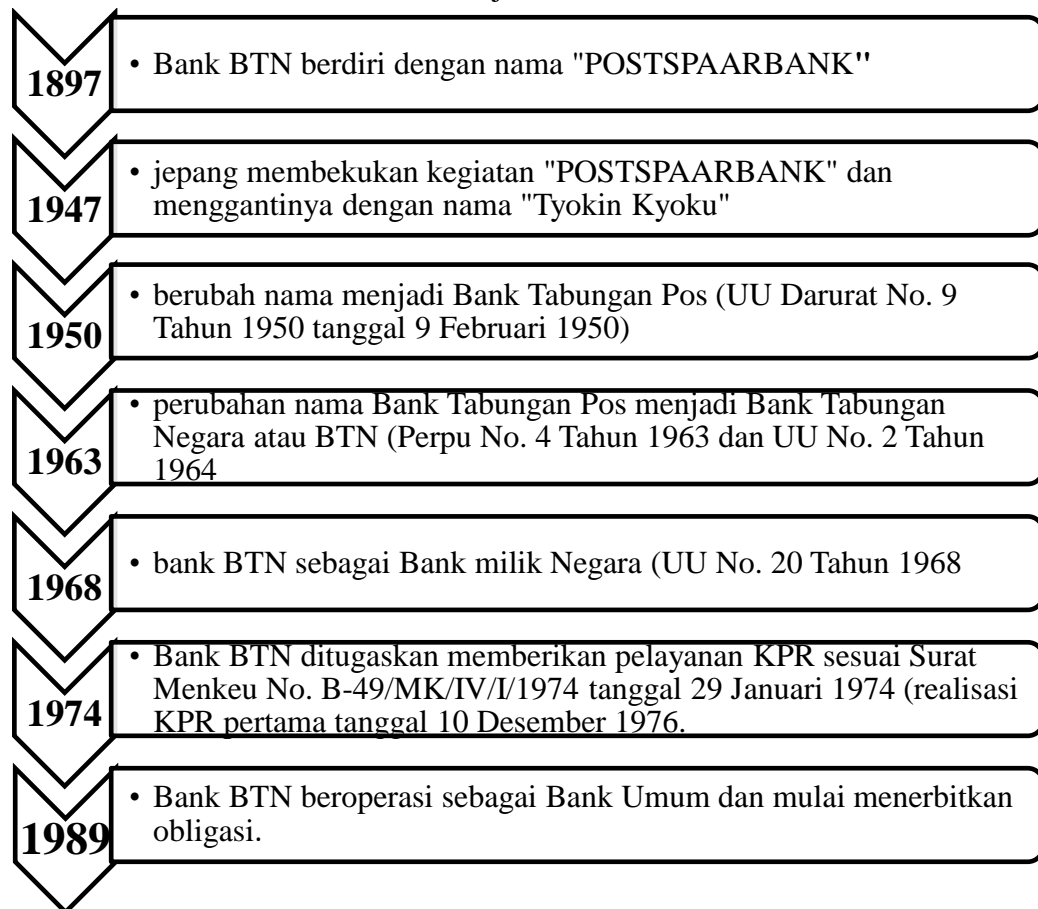 1897
• Bank BTN berdiri dengan nama "POSTSPAARBANK"
1947
• jepang membekukan kegiatan "POSTSPAARBANK" dan
menggantinya dengan nama "Tyokin Kyoku"
1950
• berubah nama menjadi Bank Tabungan Pos (UU Darurat No. 9
Tahun 1950 tanggal 9 Februari 1950)
1963
• perubahan nama Bank Tabungan Pos menjadi Bank Tabungan
Negara atau BTN (Perpu No. 4 Tahun 1963 dan UU No. 2 Tahun
1964
1968
• bank BTN sebagai Bank milik Negara (UU No. 20 Tahun 1968
1974
• Bank BTN ditugaskan memberikan pelayanan KPR sesuai Surat
Menkeu No. B-49/MK/IV/I/1974 tanggal 29 Januari 1974 (realisasi
KPR pertama tanggal 10 Desember 1976.
1989
• Bank BTN beroperasi sebagai Bank Umum dan mulai menerbitkan
obligasi.